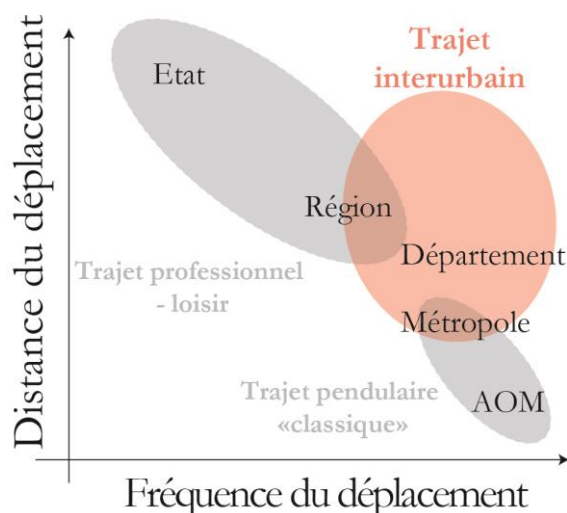 Trajet
interurbain
Etat
Région
Trajet professionnel
- loisir
Département
Métropole
Trajet pendulaire
«classique»
AOM
Distance du déplacement
Fréquence du déplacement